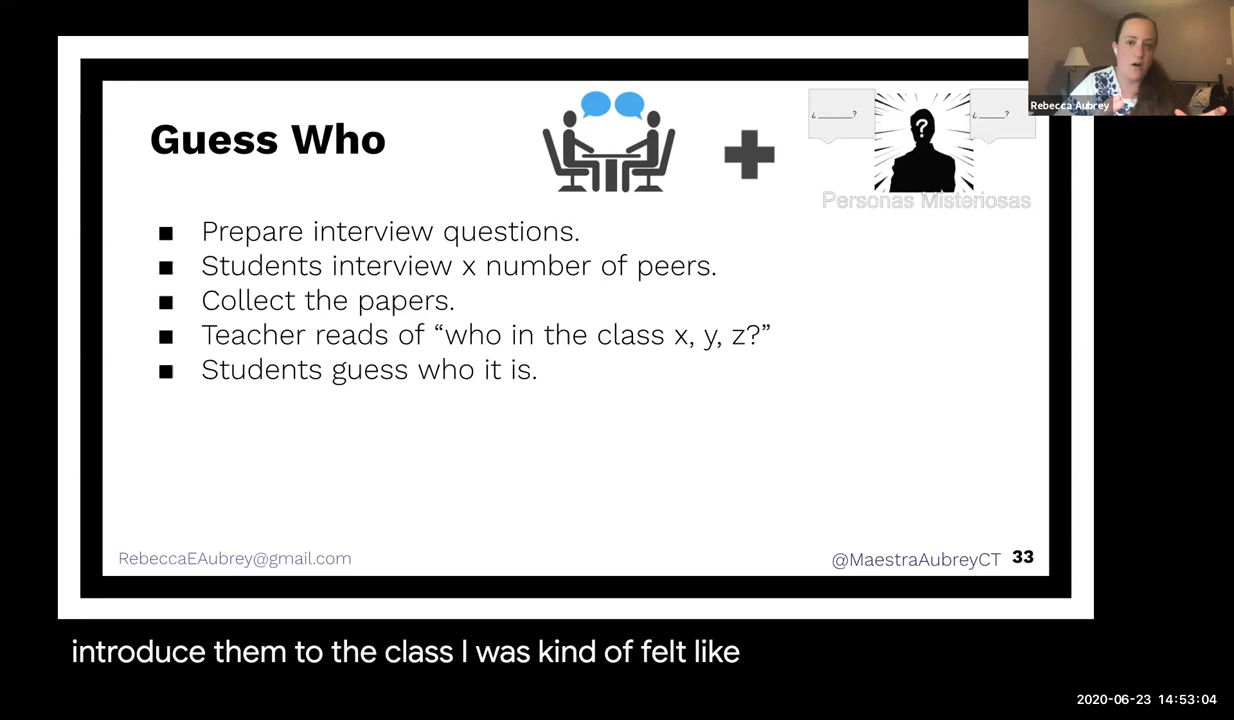 Guess Who
¿ ______?
?
¿ ____?
Rebecca Aubrey
Personas Misteriosas
■ Prepare interview questions.
■ Students interview x number of peers.
■ Collect the papers.
■ Teacher reads of “who in the class x, y, z?”
■ Students guess who it is.
RebeccaEAubrey@gmail.com
@MaestraAubreyCT 33
introduce them to the class I was kind of felt like
2020-06-23 14:53:04